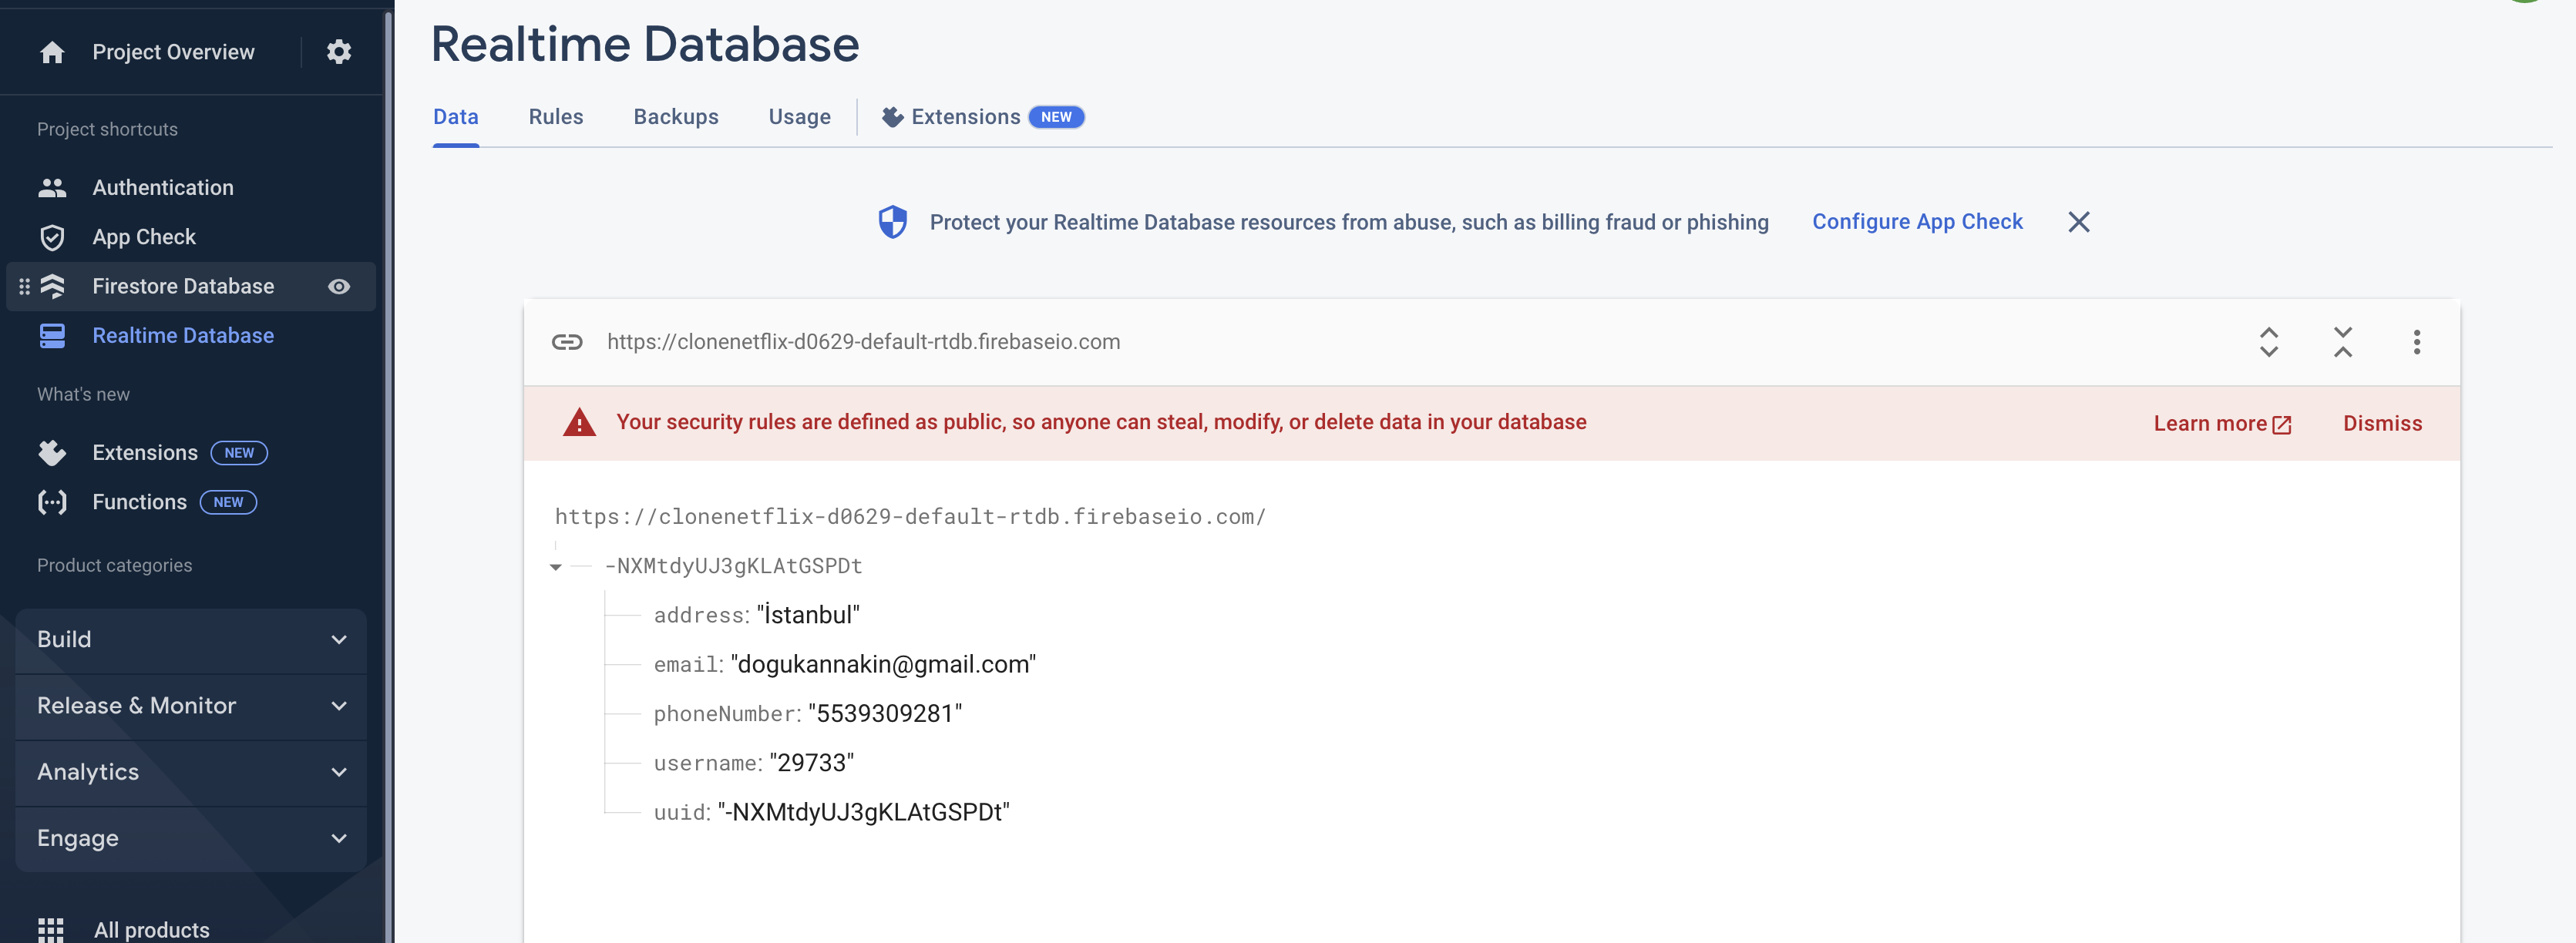 Project Overview
Project shortcuts
Authentication
App Check
Firestore Database
Realtime Database
What's new
Extensions NEW
Functions NEW
Product categories
Build
Release & Monitor
Analytics
Engage
All products
Realtime Database
Data Rules Backups Usage Extensions NEW
Protect your Realtime Database resources from abuse, such as billing fraud or phishing Configure App Check
https://clonenetflix-d0629-default-rtdb.firebaseio.com
Your security rules are defined as public, so anyone can steal, modify, or delete data in your database Learn more Dismiss
https://clonenetflix-d0629-default-rtdb.firebaseio.com/
-NXMtdyUJ3gKLAtGSPDt
address: "İstanbul"
email: "dogukannakin@gmail.com"
phoneNumber: "5539309281"
username: "29733"
uuid: "-NXMtdyUJ3gKLAtGSPDt"